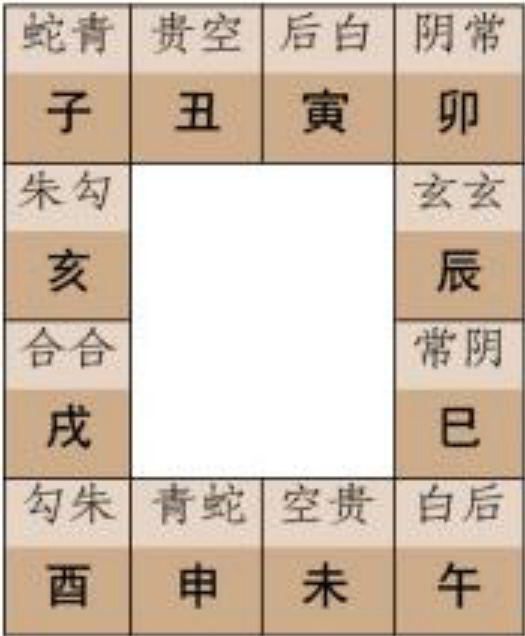 蛇青 贵空 后白 阴常
子 丑 寅 卯
朱勾 玄玄
亥 辰
合合 常阴
戌 巳
勾朱 青蛇 空贵 白后
酉 申 未 午